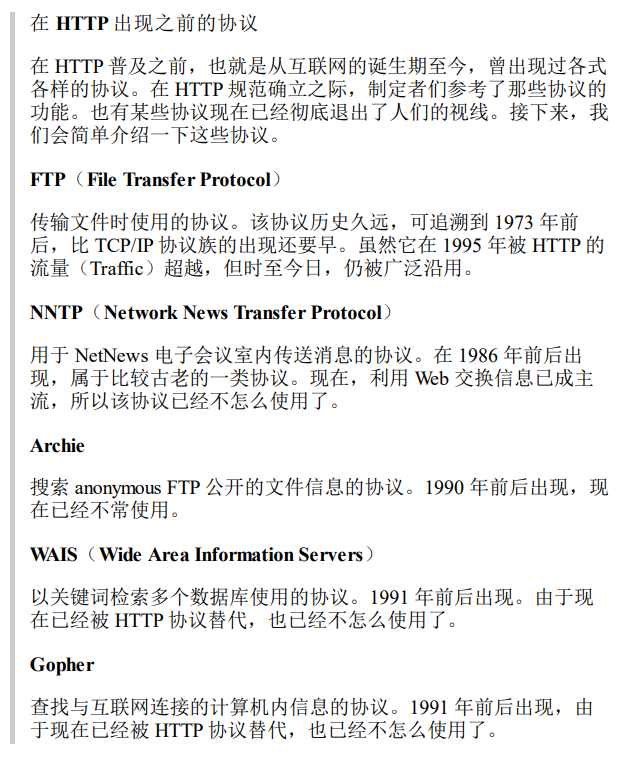 在 HTTP 出现之前的协议
在 HTTP 普及之前，也就是从互联网的诞生期至今，曾出现过各式
各样的协议。在 HTTP 规范确立之际，制定者们参考了那些协议的
功能。也有某些协议现在已经彻底退出了人们的视线。接下来，我
们会简单介绍一下这些协议。
FTP（File Transfer Protocol）
传输文件时使用的协议。该协议历史久远，可追溯到 1973 年前
后，比 TCP/IP 协议族的出现还要早。虽然它在 1995 年被 HTTP 的
流量（Traffic）超越，但时至今日，仍被广泛沿用。
NNTP（Network News Transfer Protocol）
用于 NetNews 电子会议室内传送消息的协议。在 1986 年前后出
现，属于比较古老的一类协议。现在，利用 Web 交换信息已成主
流，所以该协议已经不怎么使用了。
Archie
搜索 anonymous FTP 公开的文件信息的协议。1990 年前后出现，现
在已经不常使用。
WAIS（Wide Area Information Servers）
以关键词检索多个数据库使用的协议。1991 年前后出现。由于现
在已经被 HTTP 协议替代，也已经不怎么使用了。
Gopher
查找与互联网连接的计算机内信息的协议。1991 年前后出现，由
于现在已经被 HTTP 协议替代，也已经不怎么使用了。